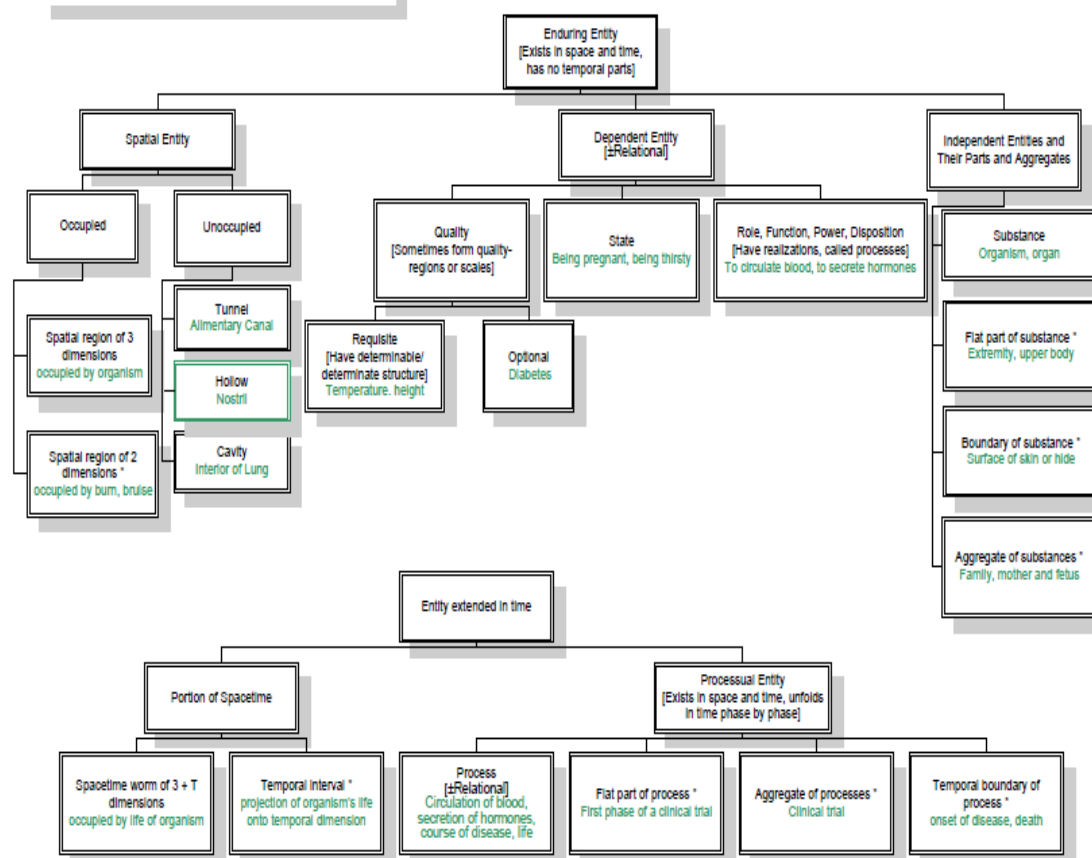 Enduring Entity
[Exists in space and time,
has no temporal parts]
Spatial Entity
Dependent Entity
[±Relational]
Independent Entities and
Their Parts and Aggregates
Occupied
Unoccupied
Quality
[Sometimes form quality-
regions or scales]
State
Being pregnant, being thirsty
Role, Function, Power, Disposition
[Have realizations, called processes]
To circulate blood, to secrete hormones
Substance
Organism, organ
Tunnel
Alimentary Canal
Spatial region of 3
dimensions
occupied by organism
Requisite
[Have determinable/
determinate structure]
Temperature. height
Optional
Diabetes
Fiat part of substance *
Extremity, upper body
Hollow
Nostril
Spatial region of 2
dimensions *
occupied by burn, bruise
Cavity
Interior of Lung
Boundary of substance *
Surface of skin or hide
Aggregate of substances *
Family, mother and fetus
Entity extended in time
Portion of Spacetime
Processual Entity
[Exists in space and time, unfolds
in time phase by phase]
Spacetime worm of 3 + T
dimensions
occupied by life of organism
Temporal interval *
projection of organism's life
onto temporal dimension
Process
[±Relational]
Circulation of blood,
secretion of hormones,
course of disease, life
Fiat part of process *
First phase of a clinical trial
Aggregate of processes *
Clinical trial
Temporal boundary of
process *
onset of disease, death